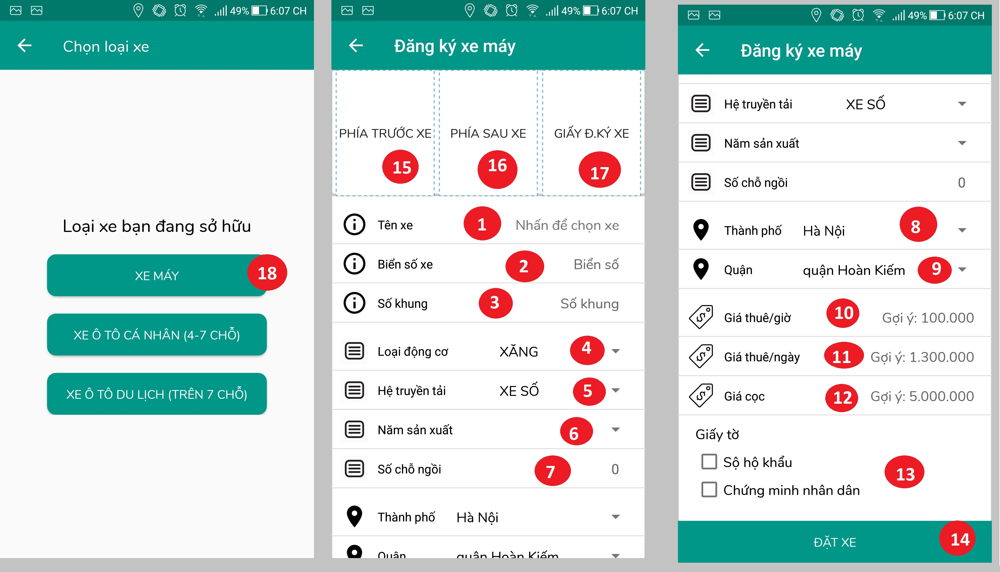 49% 6:07 CH
Chọn loại xe
Loại xe bạn đang sở hữu
XE MÁY
18
XE Ô TÔ CÁ NHÂN (4-7 CHỖ)
XE Ô TÔ DU LỊCH (TRÊN 7 CHỖ)
49% 6:07 CH
Đăng ký xe máy
PHÍA TRƯỚC XE PHÍA SAU XE GIẤY Đ.KÝ XE
15 16 17
Tên xe 1 Nhấn để chọn xe
Biển số xe 2 Biển số
Số khung 3 Số khung
Loại động cơ XĂNG 4
Hệ truyền tải XE SỐ 5
Năm sản xuất 6
Số chỗ ngồi 7 0
Thành phố Hà Nội
Quận quận Hoàn Kiếm
49% 6:07 CH
Đăng ký xe máy
Hệ truyền tải XE SỐ
Năm sản xuất
Số chỗ ngồi 0
Thành phố Hà Nội 8
Quận quận Hoàn Kiếm 9
Giá thuê/giờ 10 Gợi ý: 100.000
Giá thuê/ngày 11 Gợi ý: 1.300.000
Giá cọc 12 Gợi ý: 5.000.000
Giấy tờ
Sộ hộ khẩu
13
Chứng minh nhân dân
ĐẶT XE 14